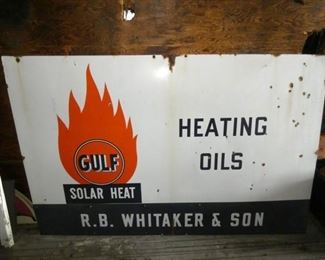 GULF
SOLAR HEAT
HEATING
OILS
R.B. WHITAKER & SON